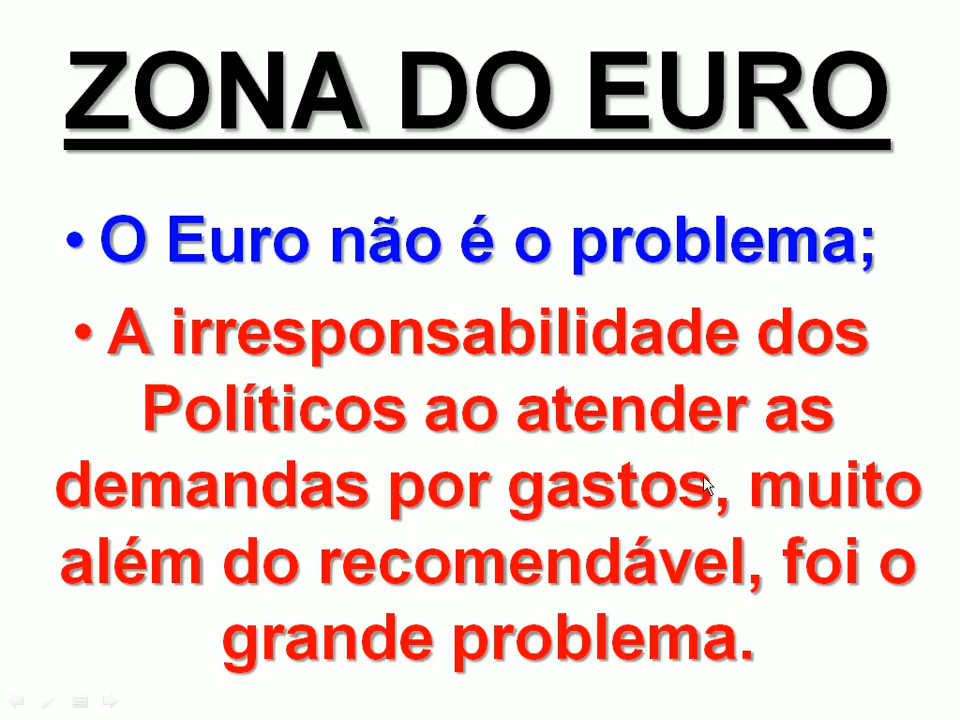 ZONA DO EURO
• O Euro não é o problema;
• A irresponsabilidade dos
Políticos ao atender as
demandas por gastos, muito
além do recomendável, foi o
grande problema.